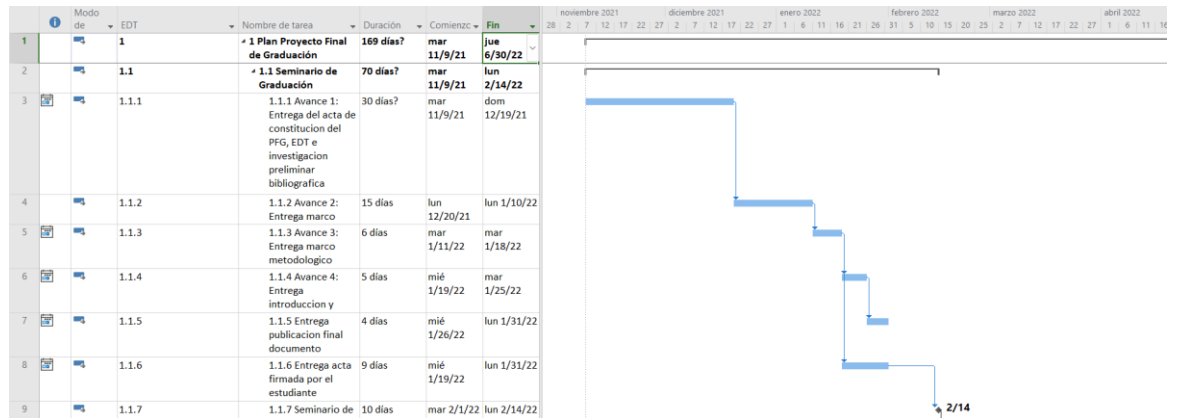 noviembre 2021 diciembre 2021 enero 2022 febrero 2022 marzo 2022 abril 2022
Modo
de EDT Nombre de tarea Duración Comienzo Fin 28 2 7 12 17 22 27 2 7 12 17 22 27 1 6 11 16 21 26 31 5 10 15 20 25 2 7 12 17 22 27 1 6 11 16
1 1 1 Plan Proyecto Final 169 días? mar jue
de Graduación 11/9/21 6/30/22
2 1.1 1.1 Seminario de 70 días? mar lun
Graduación 11/9/21 2/14/22
3 1.1.1 1.1.1 Avance 1: 30 días? mar dom
Entrega del acta de 11/9/21 12/19/21
constitucion del
PFG, EDT e
investigacion
preliminar
bibliografica
4 1.1.2 1.1.2 Avance 2: 15 días lun lun 1/10/22
Entrega marco 12/20/21
5 1.1.3 1.1.3 Avance 3: 6 días mar mar
Entrega marco 1/11/22 1/18/22
metodologico
6 1.1.4 1.1.4 Avance 4: 5 días mié mar
Entrega 1/19/22 1/25/22
introduccion y
7 1.1.5 1.1.5 Entrega 4 días mié lun 1/31/22
publicacion final 1/26/22
documento
8 1.1.6 1.1.6 Entrega acta 9 días mié lun 1/31/22
firmada por el 1/19/22
estudiante
9 1.1.7 1.1.7 Seminario de 10 días mar 2/1/22 lun 2/14/22 2/14